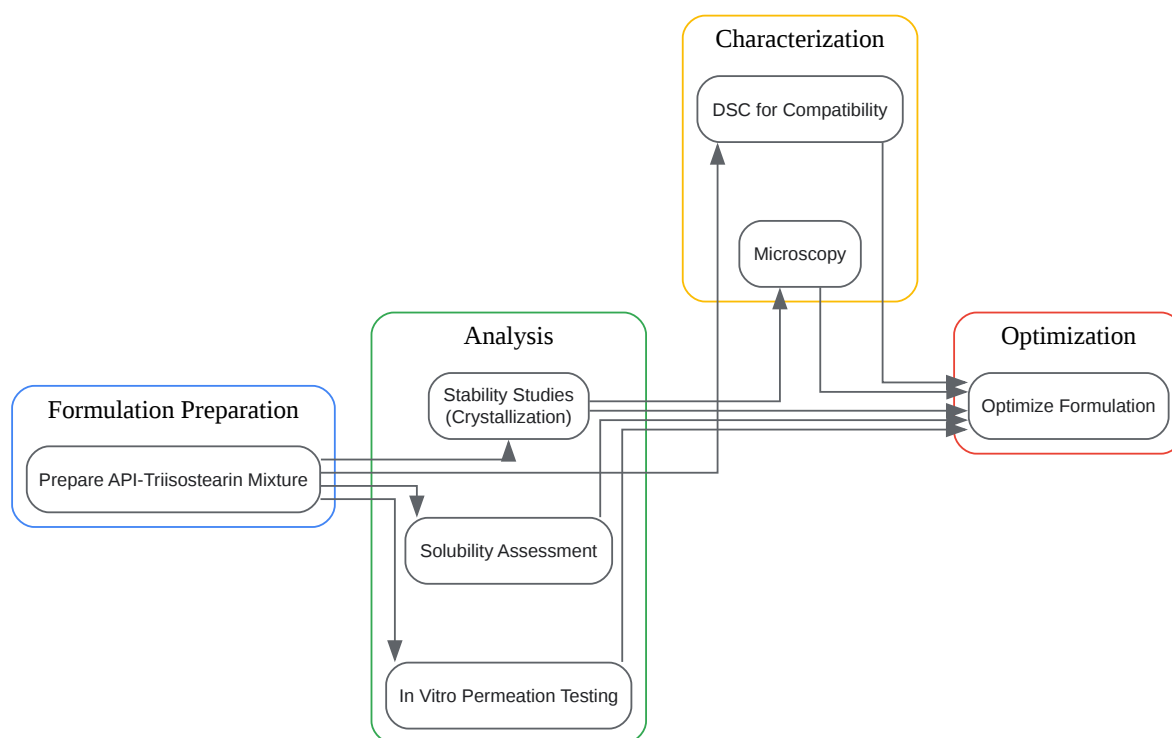 Characterization
DSC for Compatibility
Microscopy
Analysis
Stability Studies
(Crystallization)
Solubility Assessment
In Vitro Permeation Testing
Optimization
Optimize Formulation
Formulation Preparation
Prepare API-Triisostearin Mixture